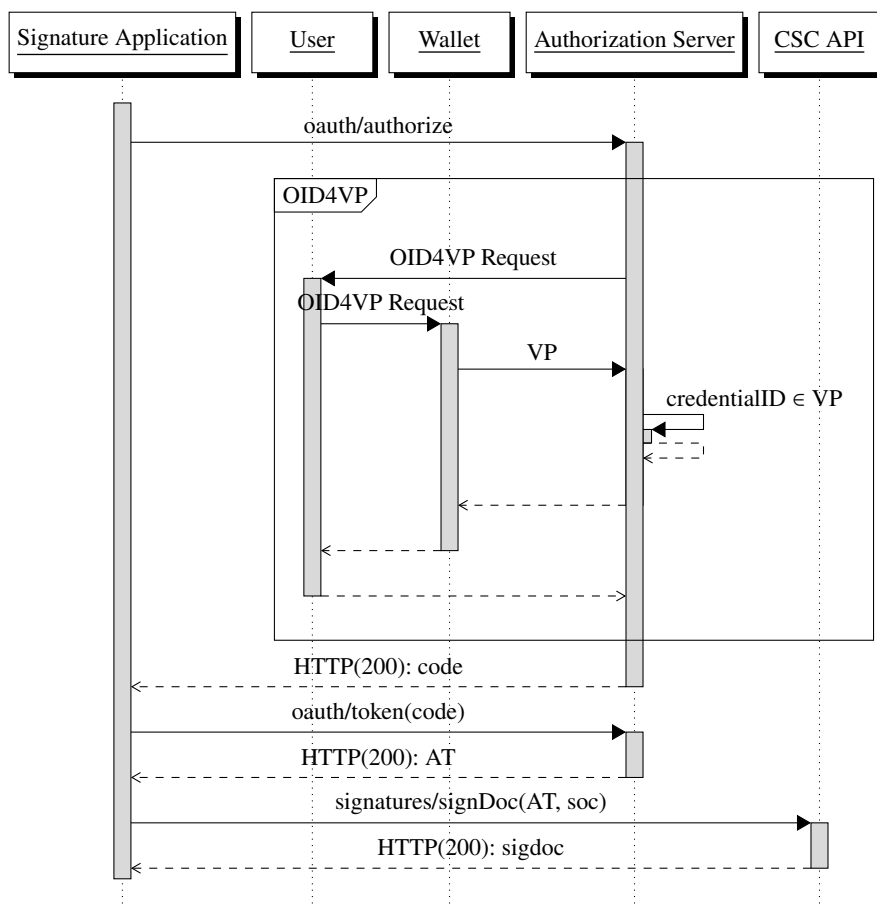 Signature Application
User
Wallet
Authorization Server
CSC API
oauth/authorize
OID4VP
OID4VP Request
OID4VP Request
VP
credentialID ∈ VP
HTTP(200): code
oauth/token(code)
HTTP(200): AT
signatures/signDoc(AT, soc)
HTTP(200): sigdoc